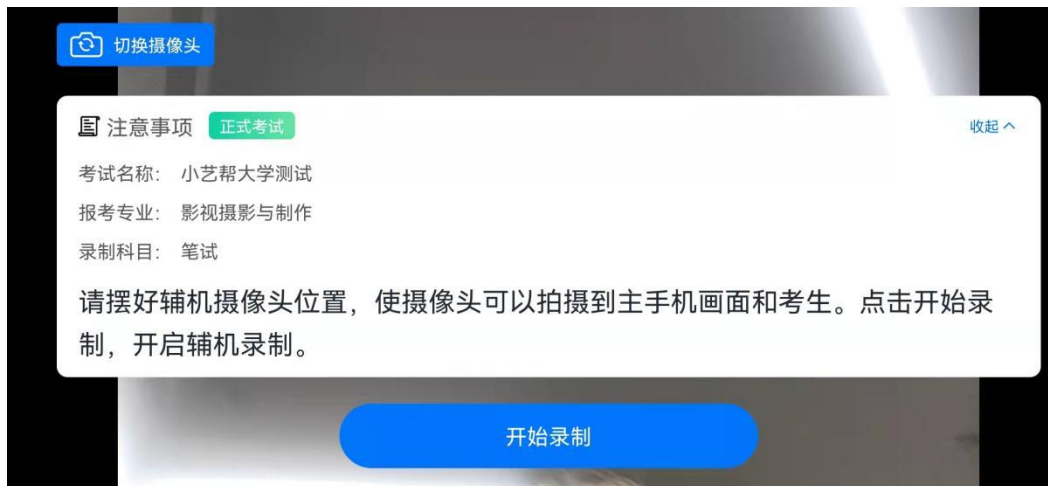 切换摄像头
注意事项 正式考试 收起
考试名称: 小艺帮大学测试
报考专业: 影视摄影与制作
录制科目: 笔试
请摆好辅机摄像头位置，使摄像头可以拍摄到主手机画面和考生。点击开始录
制，开启辅机录制。
开始录制